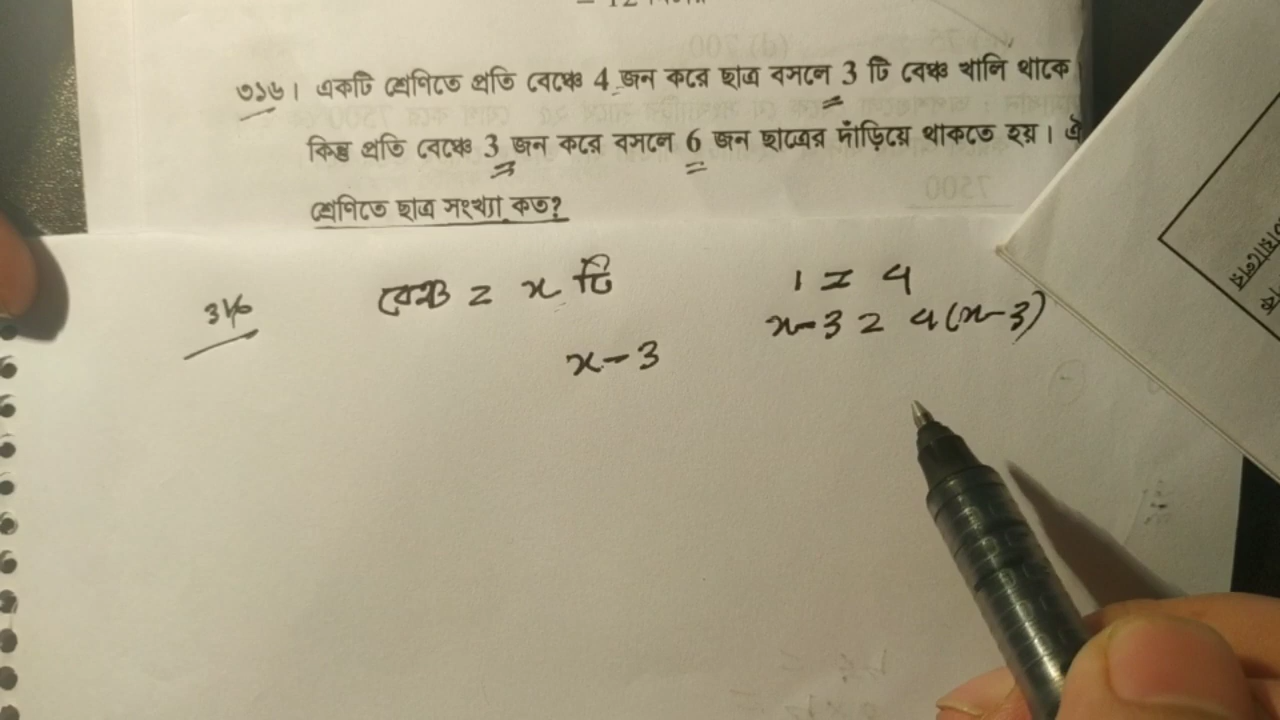 ৩১৬। একটি শ্রেণিতে প্রতি বেঞ্চে 4 জন করে ছাত্র বসলে 3 টি বেঞ্চ খালি থাকে।
কিন্তু প্রতি বেঞ্চে 3 জন করে বসলে 6 জন ছাত্রের দাঁড়িয়ে থাকতে হয়। ঐ
শ্রেণিতে ছাত্র সংখ্যা কত?
316 বেঞ্চ = x টি 1 = 4
x-3 = 4(x-3)
x-3